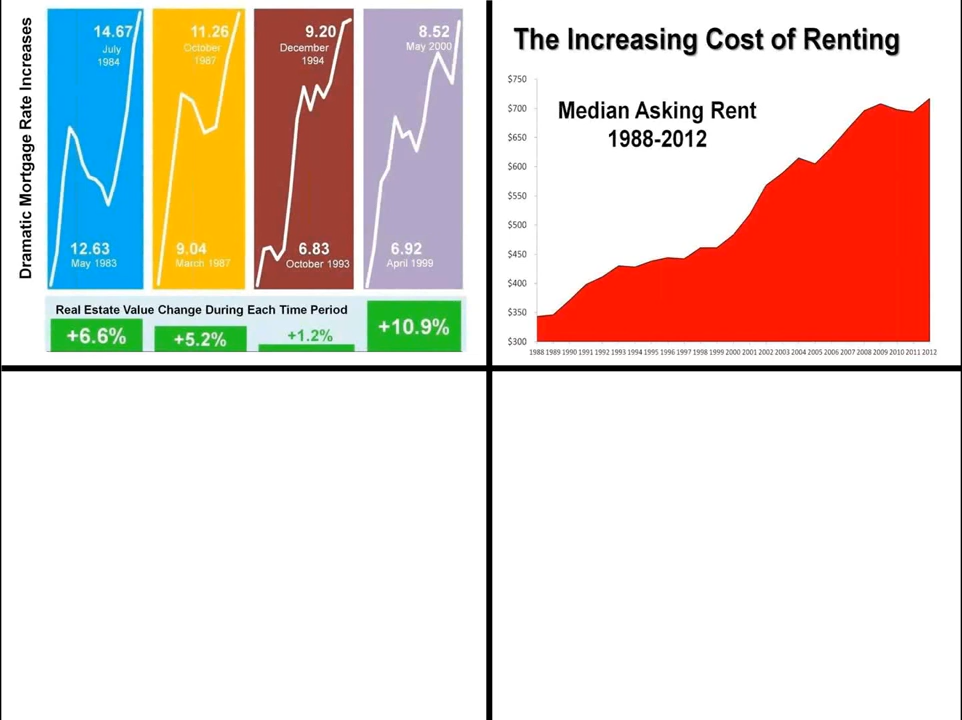 Dramatic Mortgage Rate Increases
14.67
July
1984
12.63
May 1983
11.26
October
1987
9.04
March 1987
9.20
December
1994
6.83
October 1993
8.52
May 2000
6.92
April 1999
Real Estate Value Change During Each Time Period
+6.6%
+5.2%
+1.2%
+10.9%
The Increasing Cost of Renting
Median Asking Rent
1988-2012
$750
$700
$650
$600
$550
$500
$450
$400
$350
$300
1988 1989 1990 1991 1992 1993 1994 1995 1996 1997 1998 1999 2000 2001 2002 2003 2004 2005 2006 2007 2008 2009 2010 2011 2012